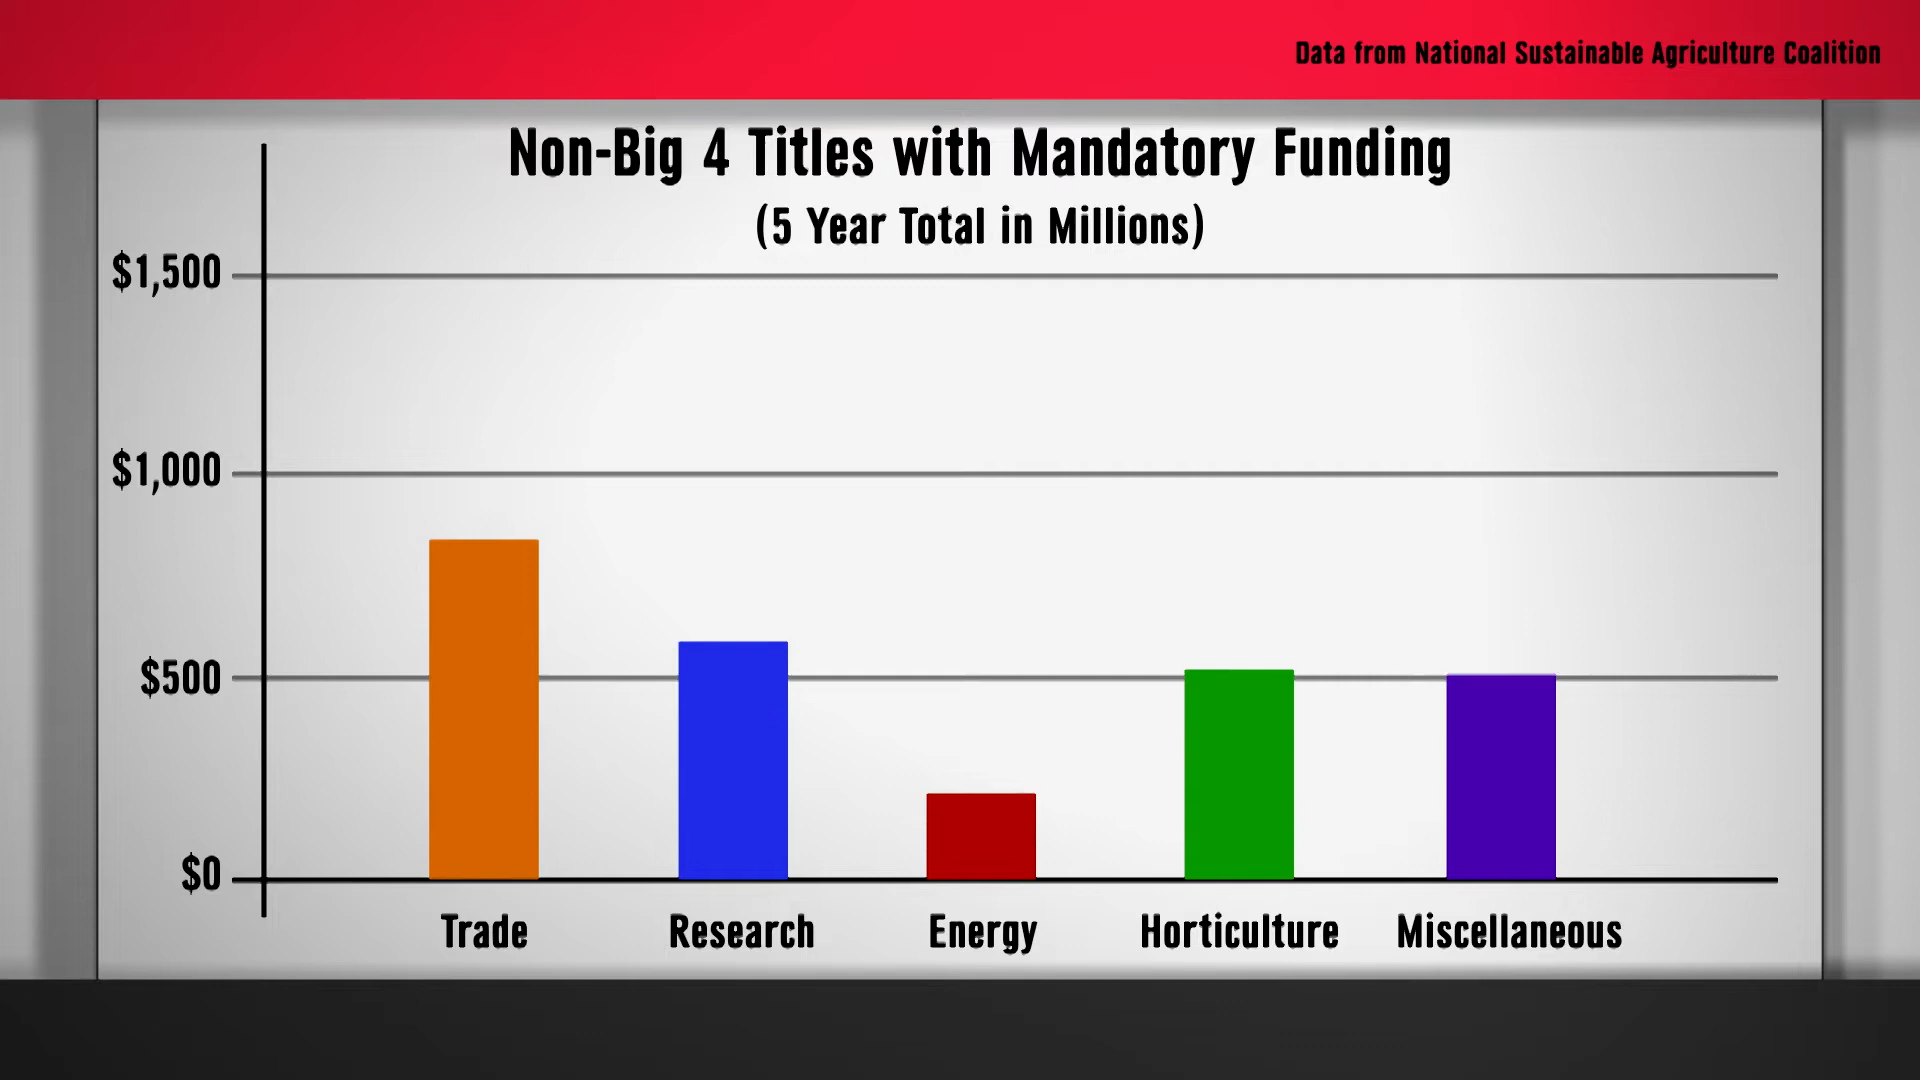 Data from National Sustainable Agriculture Coalition
Non-Big 4 Titles with Mandatory Funding
(5 Year Total in Millions)
$1,500
$1,000
$500
$0
Trade Research Energy Horticulture Miscellaneous